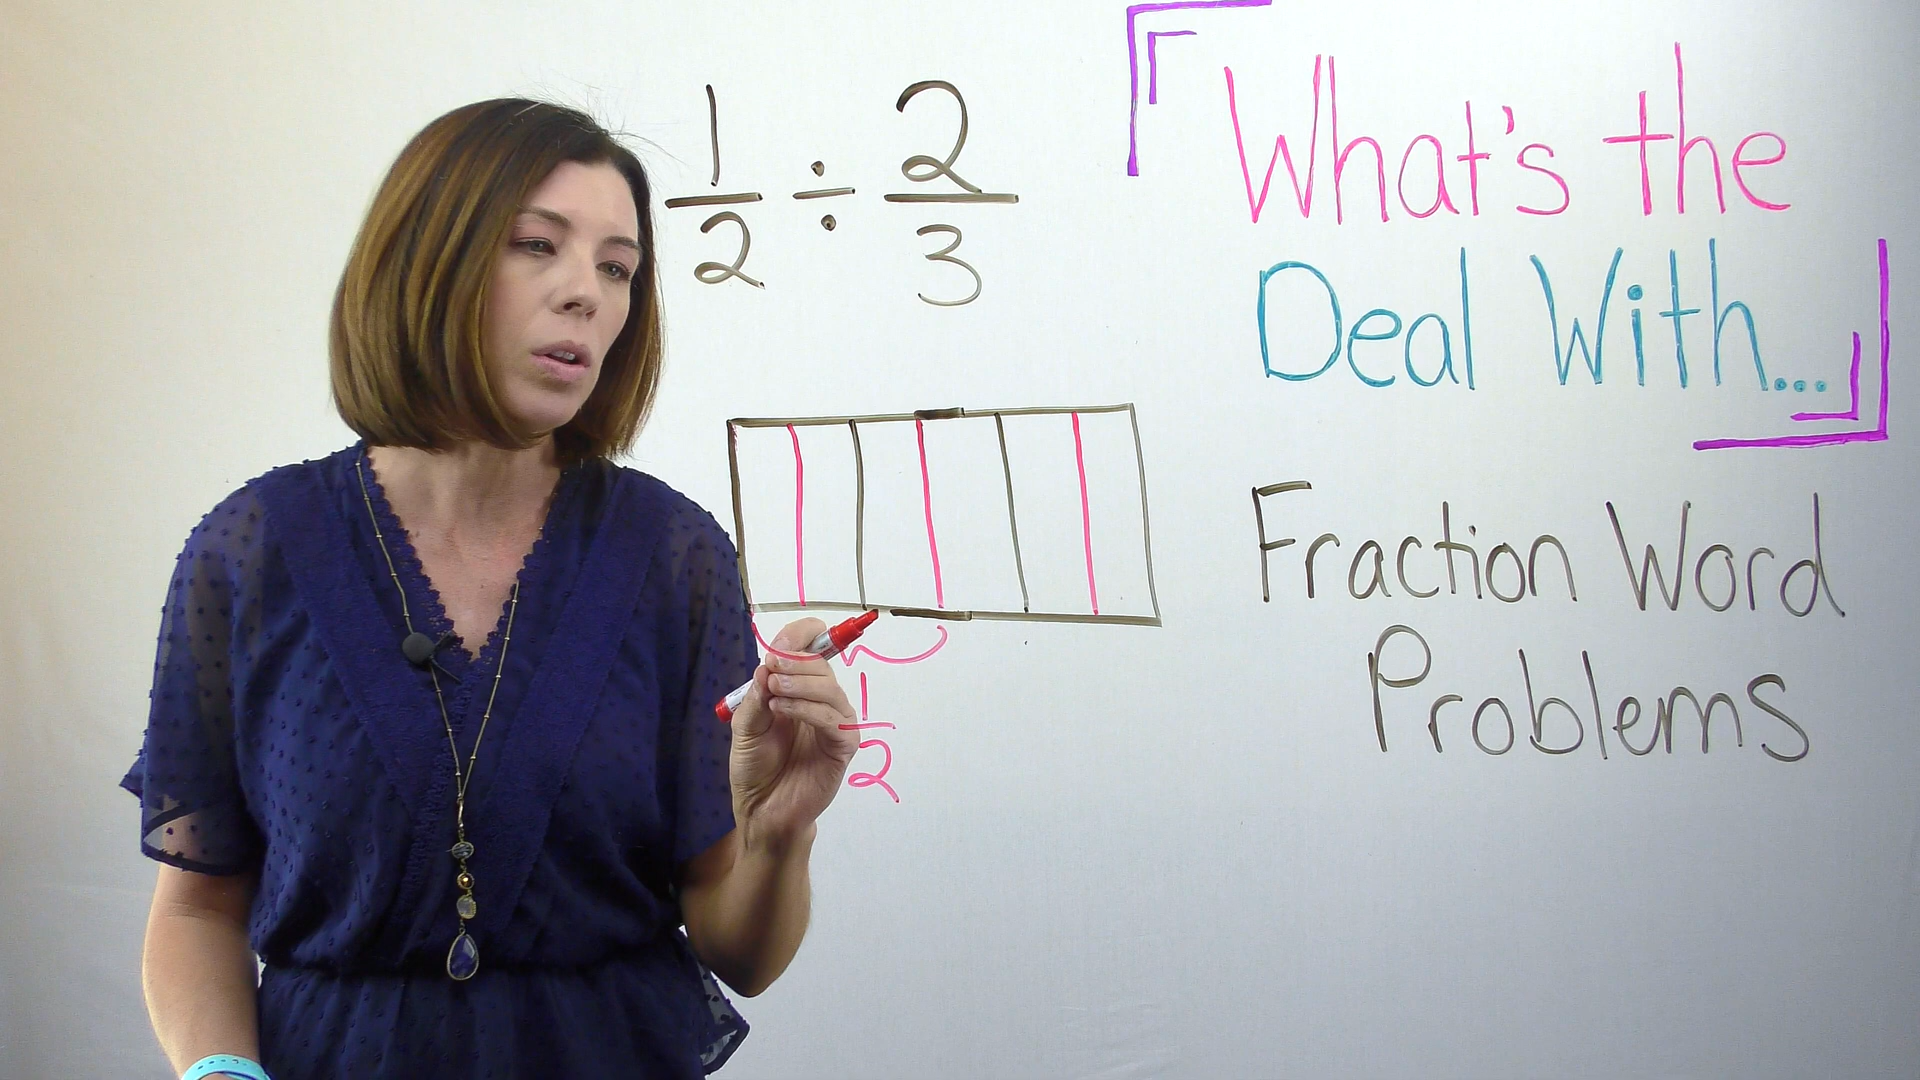 1/2 ÷ 2/3
1/2
What's the
Deal With...
Fraction Word
Problems